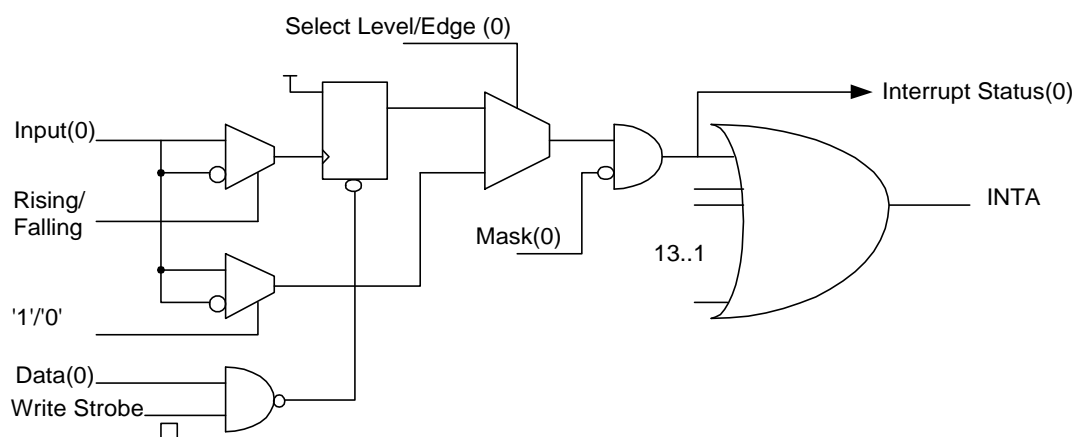 Select Level/Edge (0)
Interrupt Status(0)
Input(0)
Rising/
Falling
INTA
Mask(0)
13..1
'1'/'0'
Data(0)
Write Strobe